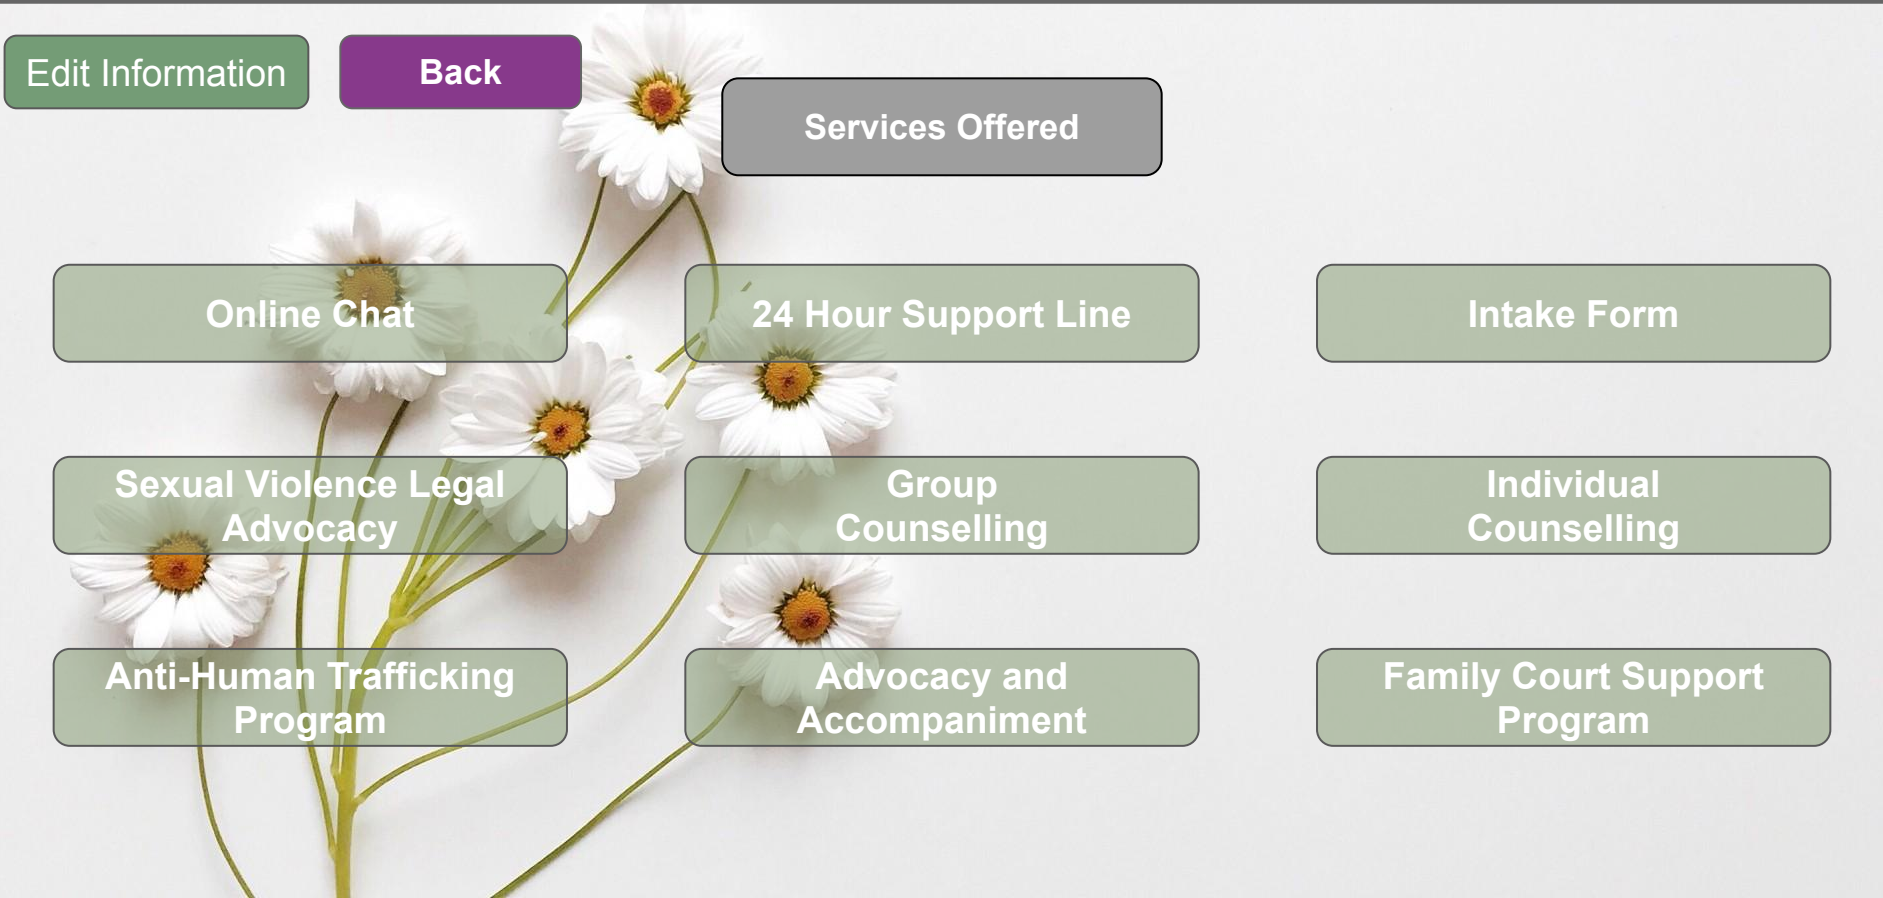 Edit Information
Back
Services Offered
Online Chat
24 Hour Support Line
Intake Form
Sexual Violence Legal
Advocacy
Group
Counselling
Individual
Counselling
Anti-Human Trafficking
Program
Advocacy and
Accompaniment
Family Court Support
Program